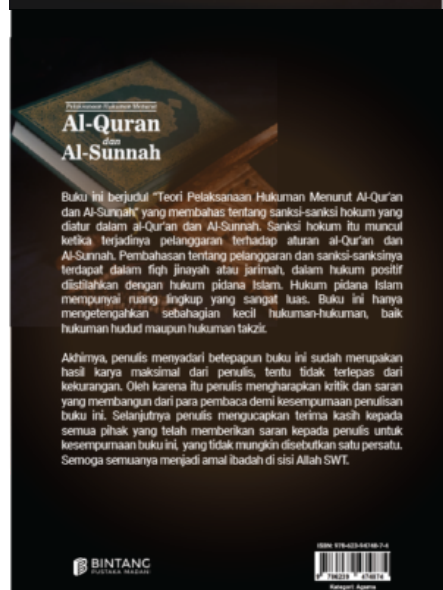 Pelaksanaan Hukuman Menurut
Al-Quran
dan
Al-Sunnah
Buku ini berjudul "Teori Pelaksanaan Hukuman Menurut Al-Qur'an
dan Al-Sunnah" yang membahas tentang sanksi-sanksi hokum yang
diatur dalam al-Qur'an dan Al-Sunnah. Sanksi hokum itu muncul
ketika terjadinya pelanggaran terhadap aturan al-Qur'an dan
Al-Sunnah. Pembahasan tentang pelanggaran dan sanksi-sanksinya
terdapat dalam fiqh jinayah atau jarimah, dalam hukum positif
diistilahkan dengan hukum pidana Islam. Hukum pidana Islam
mempunyai ruang lingkup yang sangat luas. Buku ini hanya
mengetengahkan sebahagian kecil hukuman-hukuman, baik
hukuman hudud maupun hukuman takzir.
Akhirnya, penulis menyadari betepapun buku ini sudah merupakan
hasil karya maksimal dari penulis, tentu tidak terlepas dari
kekurangan. Oleh karena itu penulis mengharapkan kritik dan saran
yang membangun dari para pembaca demi kesempurnaan penulisan
buku ini. Selanjutnya penulis mengucapkan terima kasih kepada
semua pihak yang telah memberikan saran kepada penulis untuk
kesempurnaan buku ini, yang tidak mungkin disebutkan satu persatu.
Semoga semuanya menjadi amal ibadah di sisi Allah SWT.
BINTANG
PUSTAKA MADANI
ISBN: 978-623-94748-7-4
Kategori: Agama